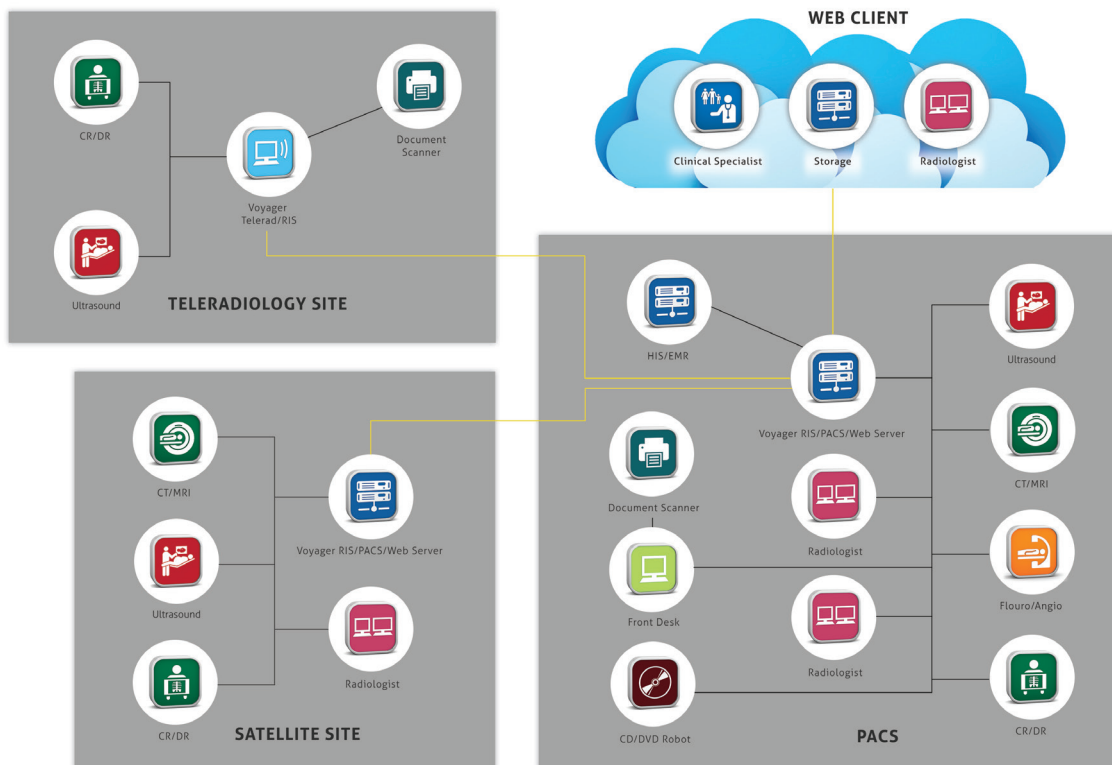 WEB CLIENT
Clinical Specialist
Storage
Radiologist
CR/DR
Document
Scanner
Voyager
Telerad/RIS
Ultrasound
TELERADIOLOGY SITE
HIS/EMR
Ultrasound
Voyager RIS/PACS/Web Server
Document Scanner
CT/MRI
Radiologist
Front Desk
Flouro/Angio
Radiologist
CD/DVD Robot
CR/DR
PACS
CT/MRI
Voyager RIS/PACS/Web Server
Ultrasound
Radiologist
CR/DR
SATELLITE SITE